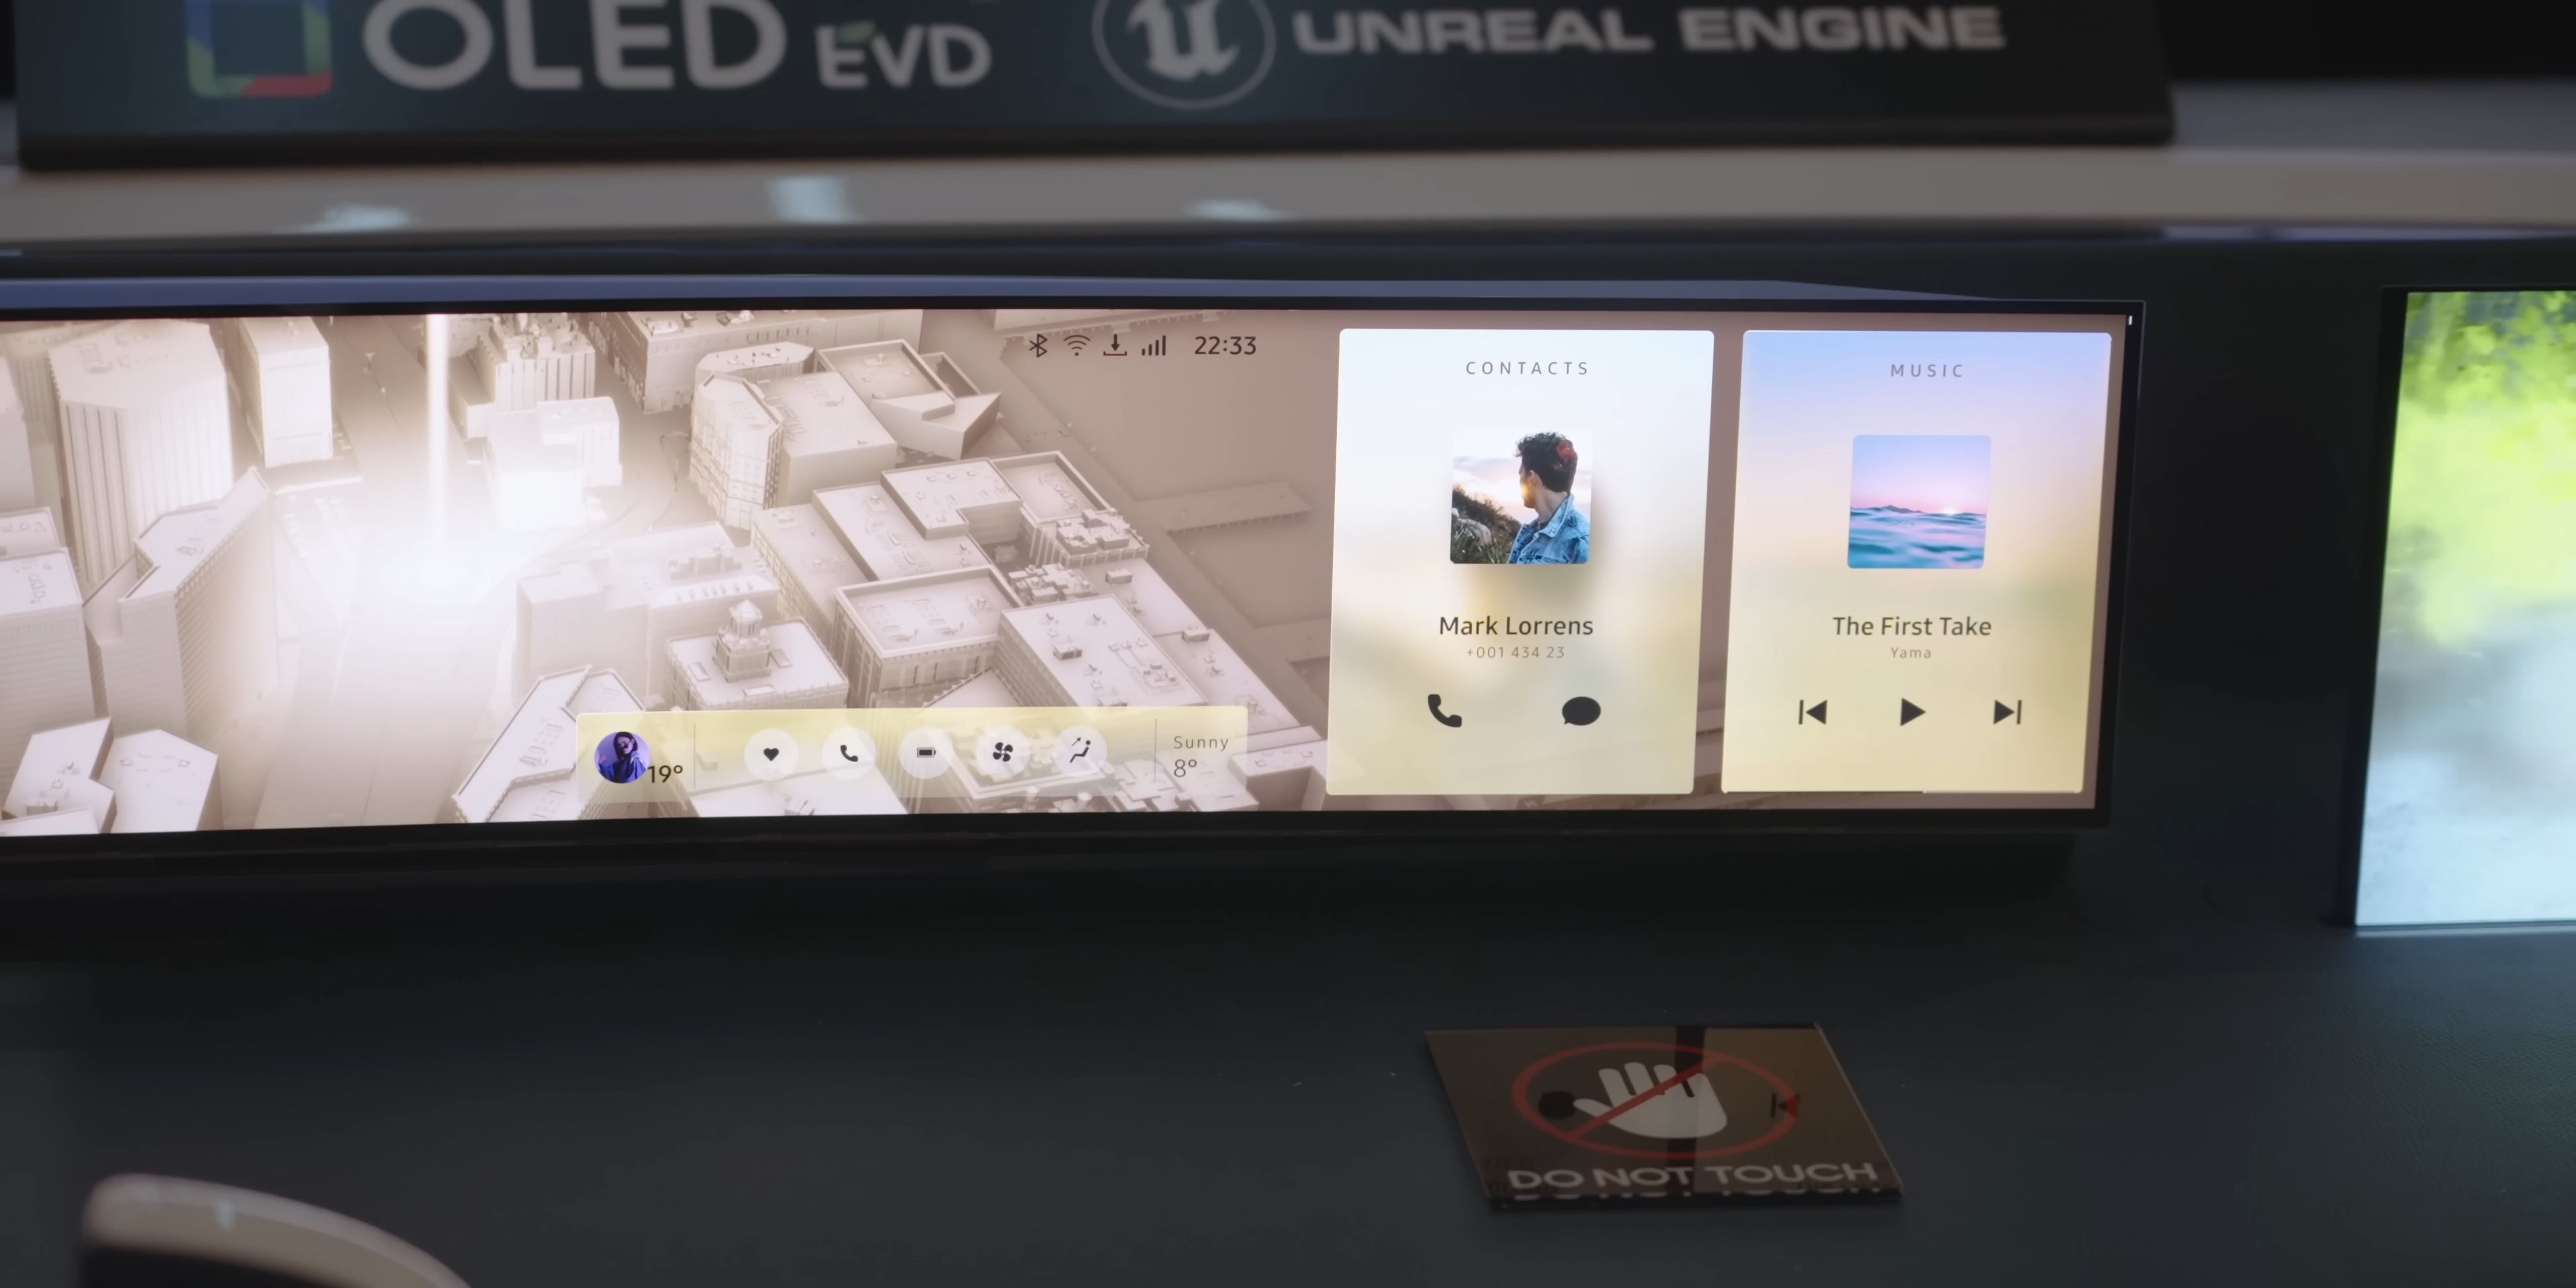 OLED EVD
UNREAL ENGINE
22:33
CONTACTS
Mark Lorrens
+001 434 23
MUSIC
The First Take
Yama
19°
Sunny
8°
DO NOT TOUCH